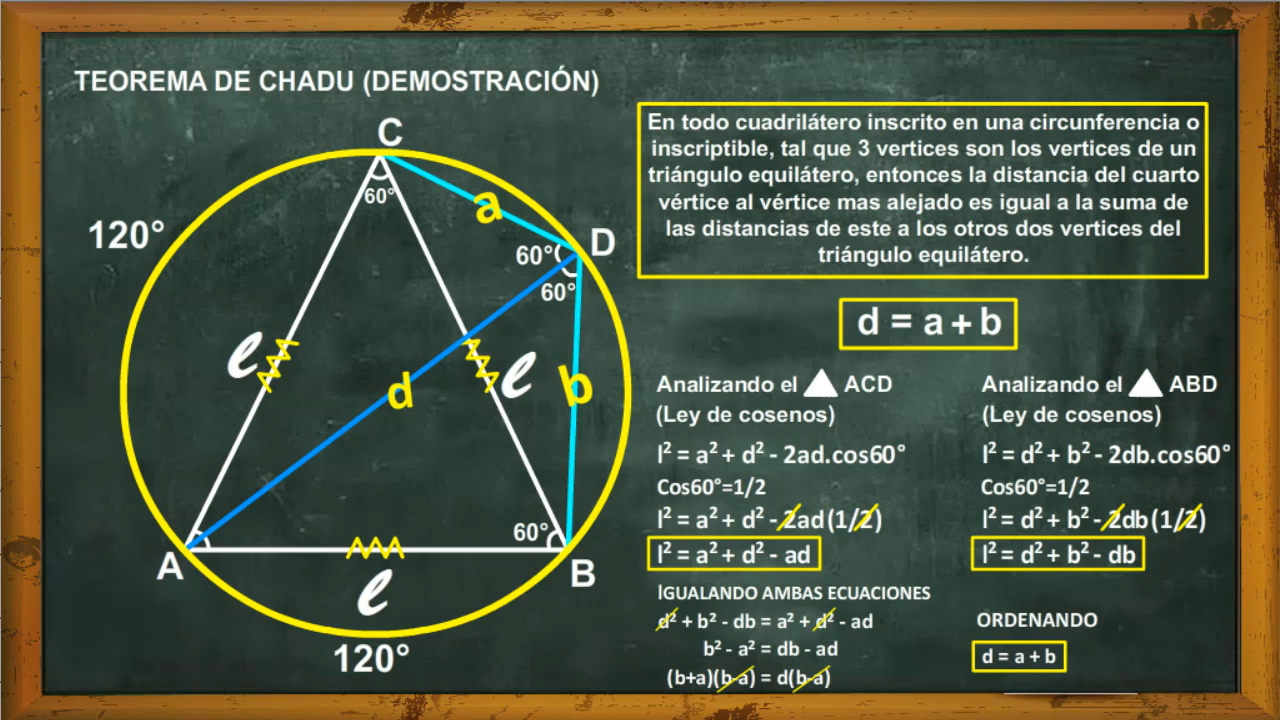 TEOREMA DE CHADU (DEMOSTRACIÓN)
C
60°
a
120°
D
60°
60°
ℓ
ℓ
d
b
60°
A
B
ℓ
120°
En todo cuadrilátero inscrito en una circunferencia o
inscriptible, tal que 3 vertices son los vertices de un
triángulo equilátero, entonces la distancia del cuarto
vértice al vértice mas alejado es igual a la suma de
las distancias de este a los otros dos vertices del
triángulo equilátero.
d = a + b
Analizando el ACD
(Ley de cosenos)
l² = a² + d² - 2ad.cos60°
Cos60°=1/2
l² = a² + d² - 2ad(1/2)
l² = a² + d² - ad
Analizando el ABD
(Ley de cosenos)
l² = d² + b² - 2db.cos60°
Cos60°=1/2
l² = d² + b² - 2db(1/2)
l² = d² + b² - db
IGUALANDO AMBAS ECUACIONES
d² + b² - db = a² + d² - ad
b² - a² = db - ad
(b+a)(b-a) = d(b-a)
ORDENANDO
d = a + b